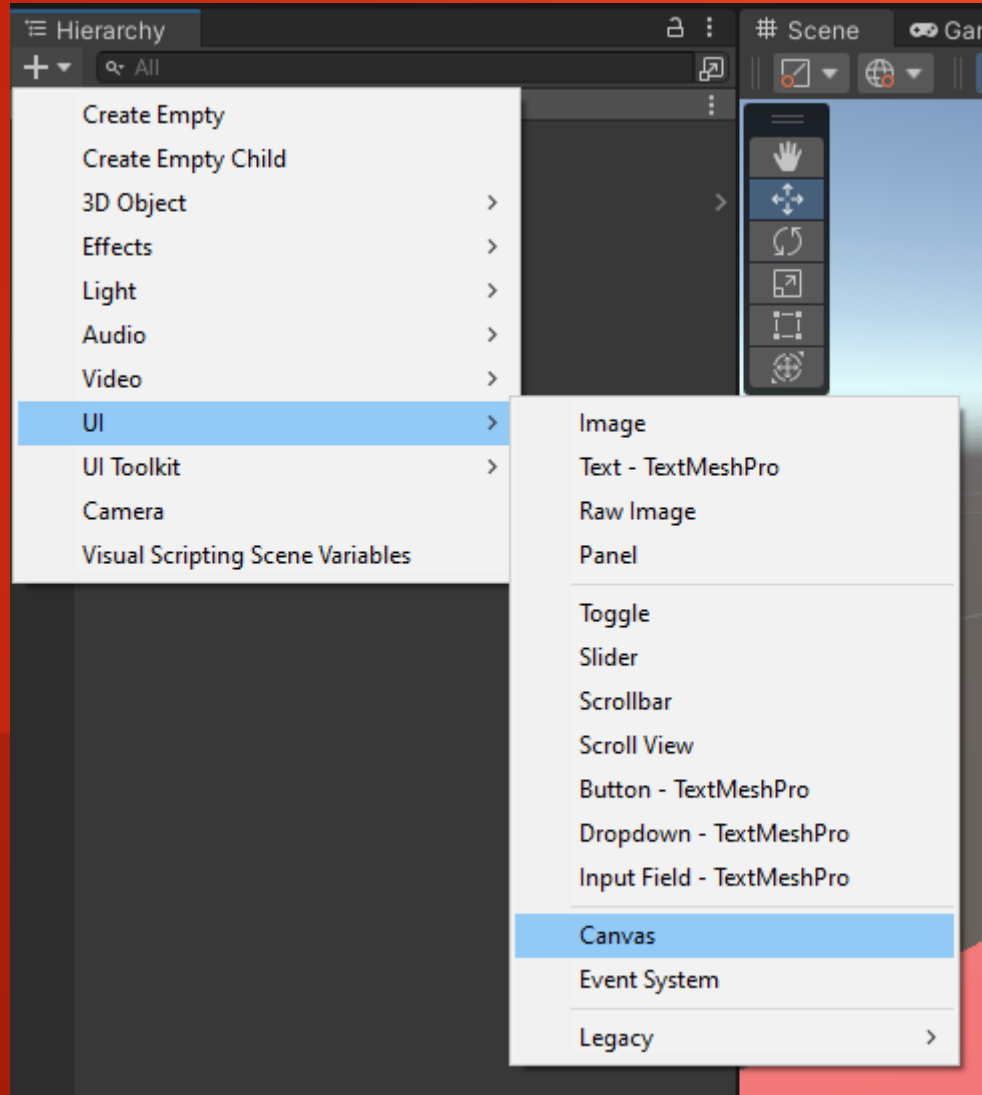 Hierarchy
Scene
Gar
All
Create Empty
Create Empty Child
3D Object
Effects
Light
Audio
Video
UI
UI Toolkit
Camera
Visual Scripting Scene Variables
Image
Text - TextMeshPro
Raw Image
Panel
Toggle
Slider
Scrollbar
Scroll View
Button - TextMeshPro
Dropdown - TextMeshPro
Input Field - TextMeshPro
Canvas
Event System
Legacy